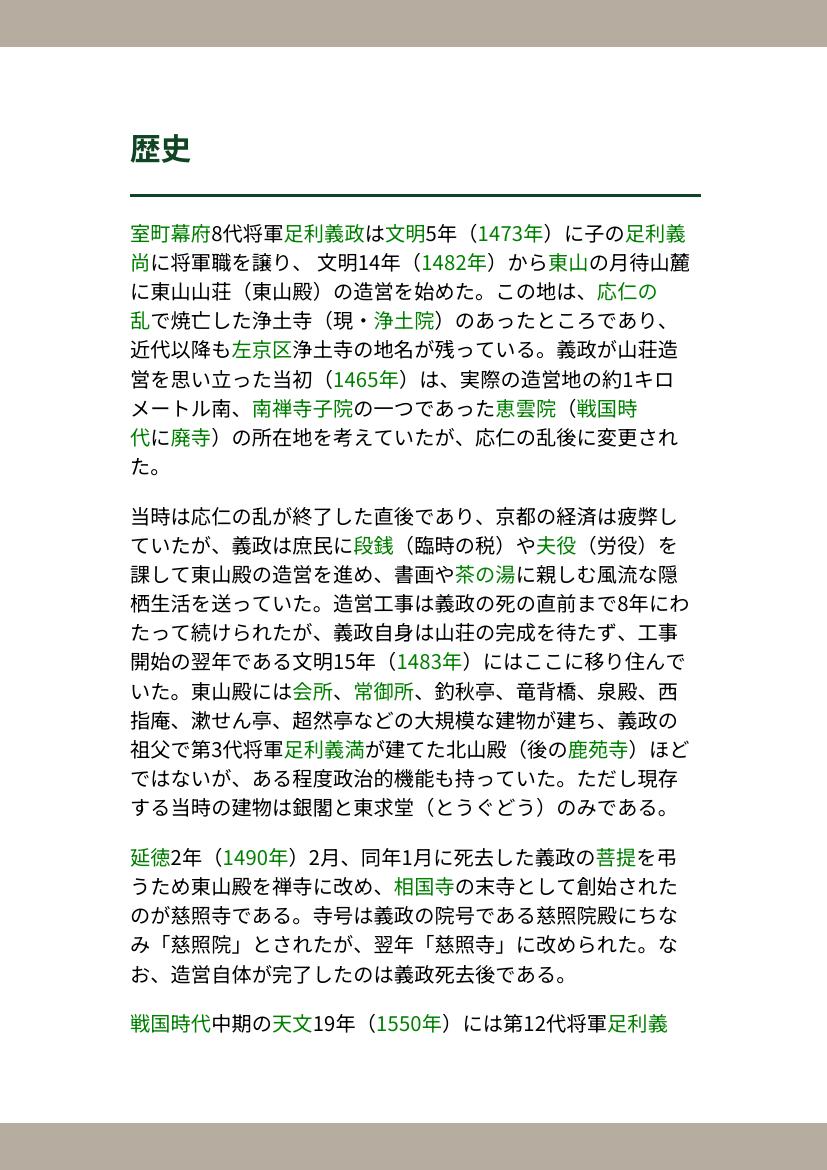 歴史
室町幕府8代将軍足利義政は文明5年（1473年）に子の足利義
尚に将軍職を譲り、 文明14年（1482年）から東山の月待山麓
に東山山荘（東山殿）の造営を始めた。この地は、応仁の
乱で焼亡した浄土寺（現・浄土院）のあったところであり、
近代以降も左京区浄土寺の地名が残っている。義政が山荘造
営を思い立った当初（1465年）は、実際の造営地の約1キロ
メートル南、南禅寺子院の一つであった恵雲院（戦国時
代に廃寺）の所在地を考えていたが、応仁の乱後に変更され
た。
当時は応仁の乱が終了した直後であり、京都の経済は疲弊し
ていたが、義政は庶民に段銭（臨時の税）や夫役（労役）を
課して東山殿の造営を進め、書画や茶の湯に親しむ風流な隠
栖生活を送っていた。造営工事は義政の死の直前まで8年にわ
たって続けられたが、義政自身は山荘の完成を待たず、工事
開始の翌年である文明15年（1483年）にはここに移り住んで
いた。東山殿には会所、常御所、釣秋亭、竜背橋、泉殿、西
指庵、漱せん亭、超然亭などの大規模な建物が建ち、義政の
祖父で第3代将軍足利義満が建てた北山殿（後の鹿苑寺）ほど
ではないが、ある程度政治的機能も持っていた。ただし現存
する当時の建物は銀閣と東求堂（とうぐどう）のみである。
延徳2年（1490年）2月、同年1月に死去した義政の菩提を弔
うため東山殿を禅寺に改め、相国寺の末寺として創始された
のが慈照寺である。寺号は義政の院号である慈照院殿にちな
み「慈照院」とされたが、翌年「慈照寺」に改められた。な
お、造営自体が完了したのは義政死去後である。
戦国時代中期の天文19年（1550年）には第12代将軍足利義